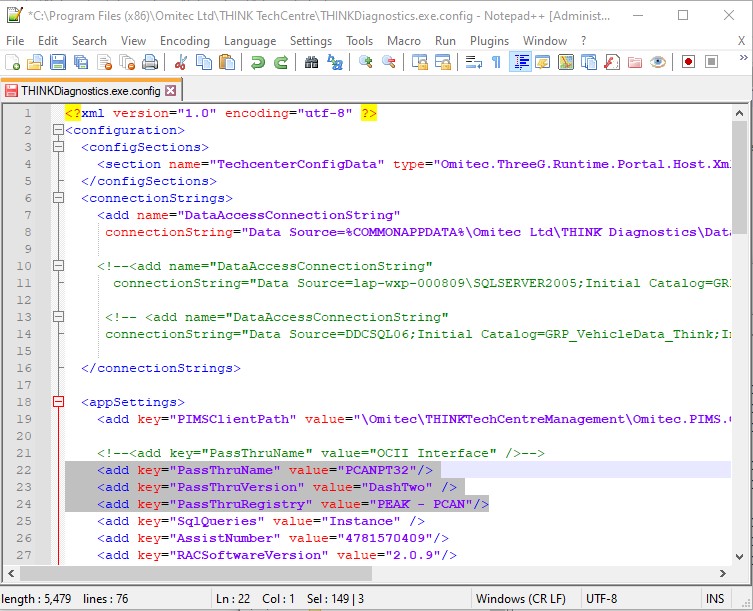 *C:\Program Files (x86)\Omitec Ltd\THINK TechCentre\THINKDiagnostics.exe.config - Notepad++ [Administ...
File Edit Search View Encoding Language Settings Tools Macro Run Plugins Window ? X
THINKDiagnostics.exe.config
1 <?xml version="1.0" encoding="utf-8" ?>
2 <configuration>
3 <configSections>
4 <section name="TechcenterConfigData" type="Omitec.ThreeG.Runtime.Portal.Host.Xml
5 </configSections>
6 <connectionStrings>
7 <add name="DataAccessConnectionString"
8 connectionString="Data Source=%COMMONAPPDATA%\Omitec Ltd\THINK Diagnostics\Data
9
10 <!--<add name="DataAccessConnectionString"
11 connectionString="Data Source=lap-wxp-000809\SQLSERVER2005;Initial Catalog=GR
12
13 <!-- <add name="DataAccessConnectionString"
14 connectionString="Data Source=DDCSQL06;Initial Catalog=GRP_VehicleData_Think;I
15
16 </connectionStrings>
17
18 <appSettings>
19 <add key="PIMSClientPath" value="\Omitec\THINKTechCentreManagement\Omitec.PIMS.
20
21 <!--<add key="PassThruName" value="OCII Interface" />-->
22 <add key="PassThruName" value="PCANPT32"/>
23 <add key="PassThruVersion" value="DashTwo" />
24 <add key="PassThruRegistry" value="PEAK - PCAN"/>
25 <add key="SqlQueries" value="Instance" />
26 <add key="AssistNumber" value="4781570409"/>
27 <add key="RACSoftwareVersion" value="2.0.9"/>
length : 5,479 lines : 76 Ln : 22 Col : 1 Sel : 149 | 3 Windows (CR LF) UTF-8 INS